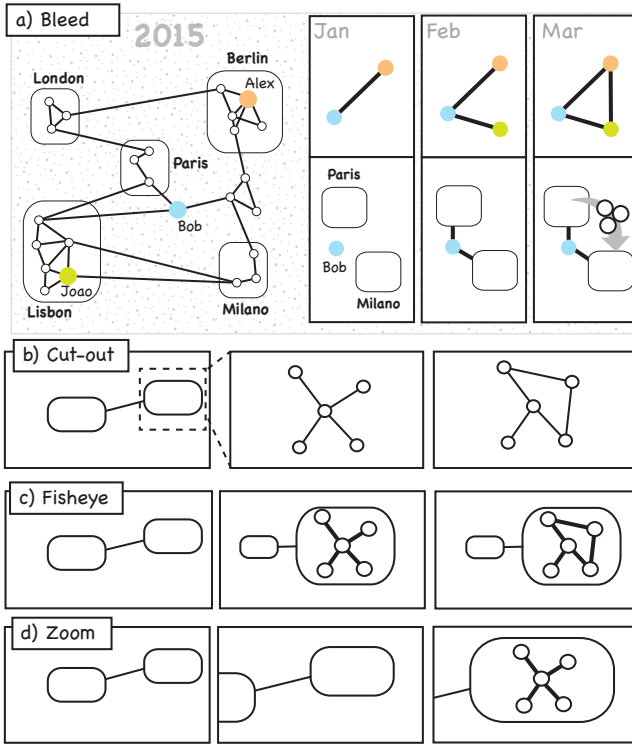 a) Bleed
2015
Jan
Feb
Mar
Berlin
London
Alex
Paris
Bob
Joao
Lisbon
Milano
Paris
Bob
Milano
b) Cut-out
c) Fisheye
d) Zoom